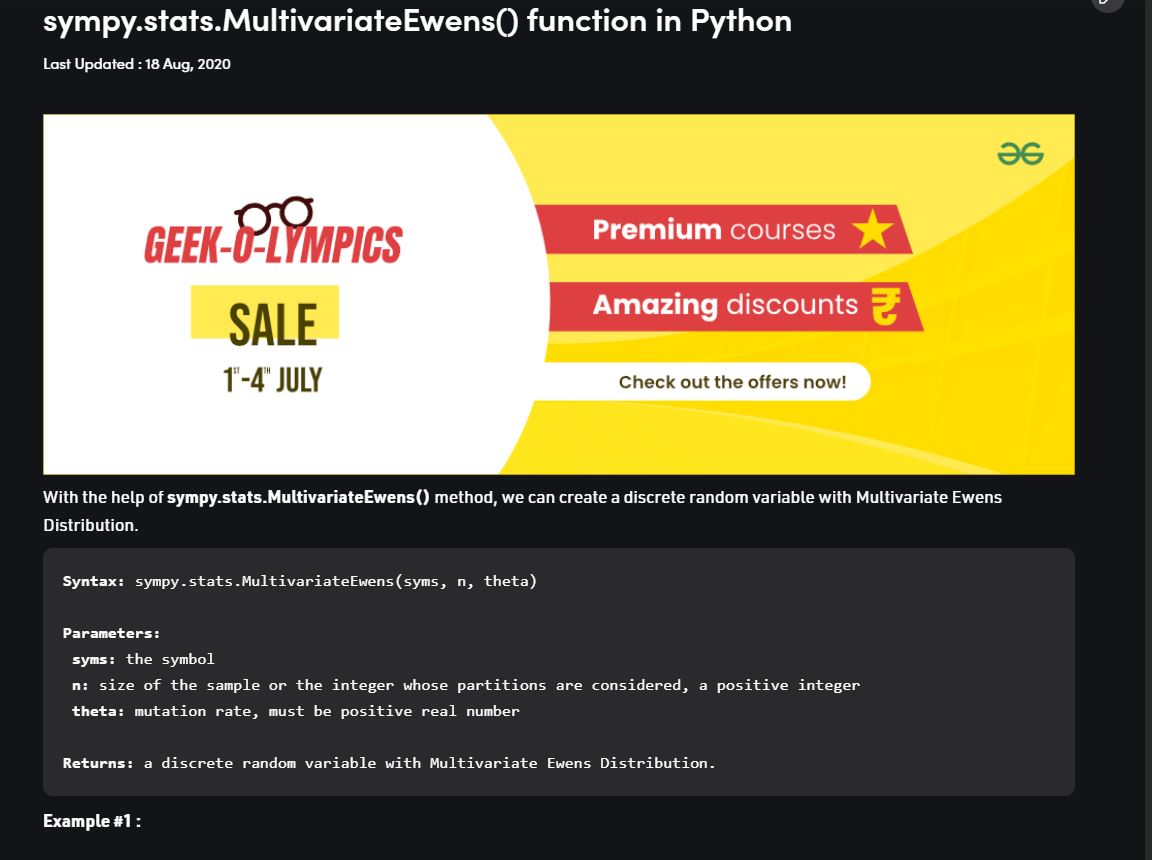 sympy.stats.MultivariateEwens() function in Python
Last Updated : 18 Aug, 2020
GEEK-O-LYMPICS
SALE
1ST-4TH JULY
Premium courses
Amazing discounts
Check out the offers now!
With the help of sympy.stats.MultivariateEwens() method, we can create a discrete random variable with Multivariate Ewens
Distribution.
Syntax: sympy.stats.MultivariateEwens(syms, n, theta)
Parameters:
syms: the symbol
n: size of the sample or the integer whose partitions are considered, a positive integer
theta: mutation rate, must be positive real number
Returns: a discrete random variable with Multivariate Ewens Distribution.
Example #1 :